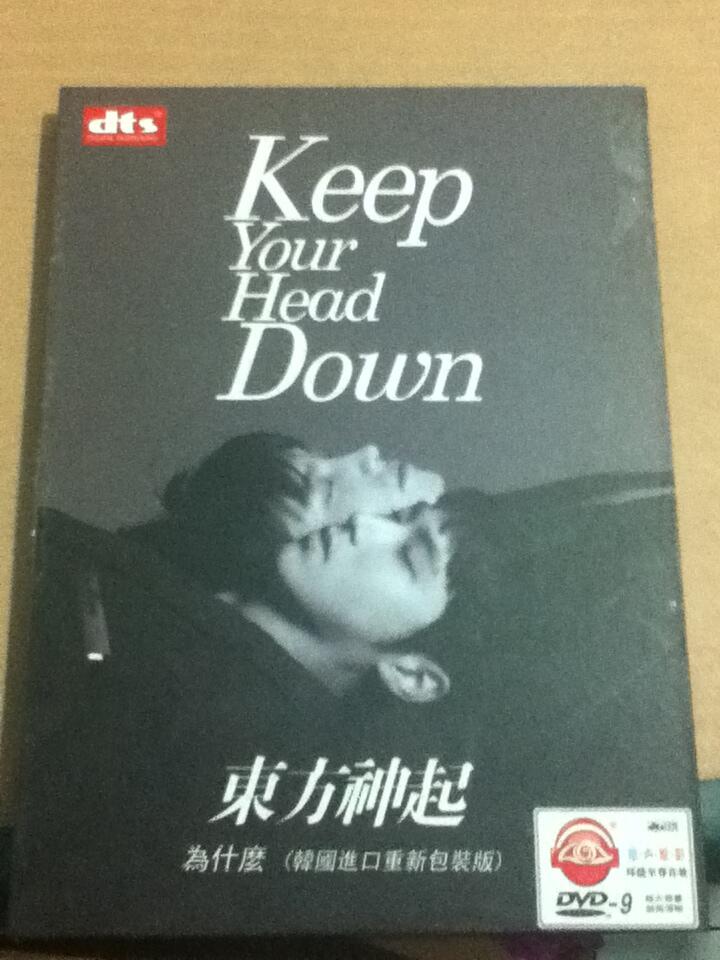 dts
Keep
Your
Head
Down
東方神起
為什麼 (韓國進口重新包裝版)
DVD-9